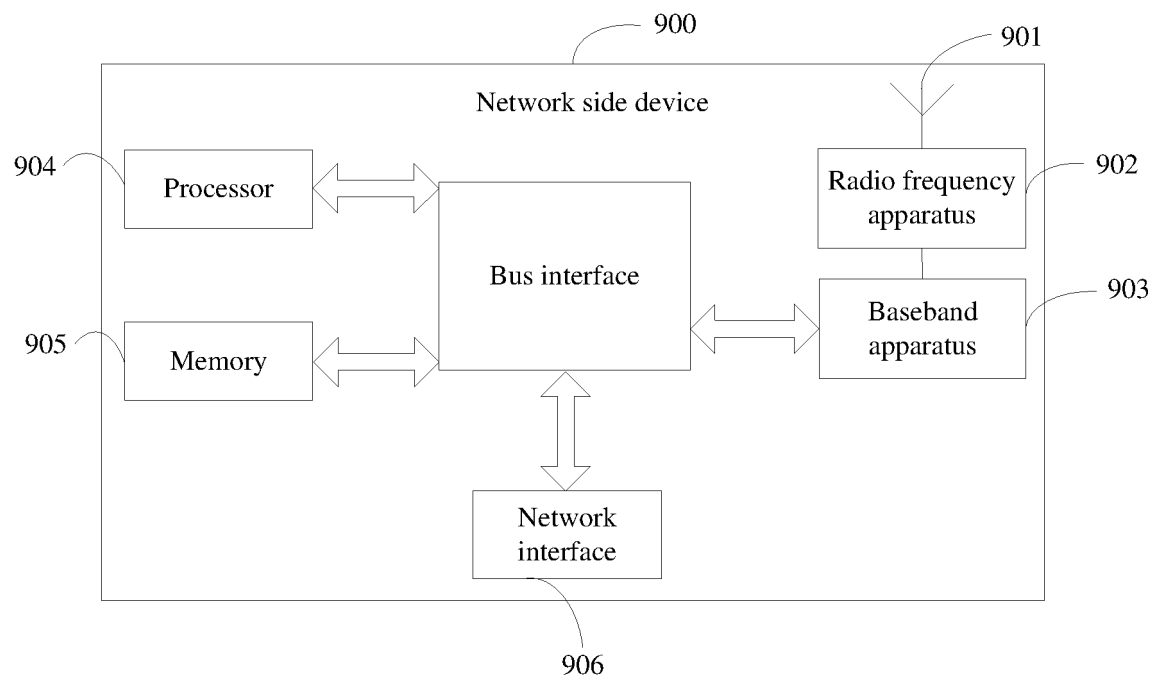 900
901
Network side device
904
Processor
Radio frequency
apparatus
902
Bus interface
903
Baseband
apparatus
905
Memory
Network
interface
906